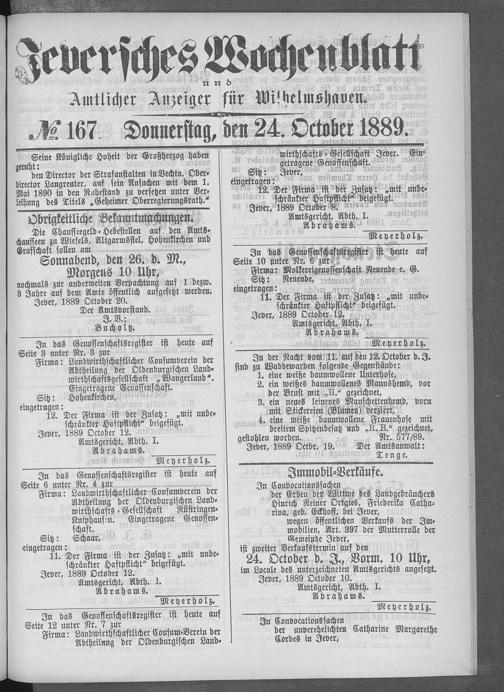 Jeversches Wochenblatt
und
Amtlicher Anzeiger für Wilhelmshaven.
№ 167. Donnerstag, den 24. October 1889.
Seine Königliche Hoheit der Großherzog haben
geruht:
den Director der Strafanstalten in Vechta, Ober-
director Langreuter, auf sein Ansuchen mit dem 1.
Mai 1890 in den Ruhestand zu versetzen unter Ver-
leihung des Titels „Geheimer Oberregierungsrath.“
Obrigkeitliche Bekanntmachungen.
Die Chausseegeld-Hebestellen auf den Amts-
chausseen zu Wiefels, Altgarmssiel, Hohenkirchen und
Grafschaft sollen am
Sonnabend, den 26. d. M.,
Morgens 10 Uhr,
nochmals zur anderweiten Verpachtung auf 1 bezw.
3 Jahre auf dem Amte öffentlich aufgesetzt werden.
Jever, 1889 October 20.
Der Amtsvorstand.
J. V.:
Bucholtz.
In das Genossenschaftsregister ist heute auf
Seite 3 unter Nr. 3 zur
Firma: Landwirthschaftlicher Consumverein der
Abtheilung der Oldenburgischen Land-
wirthschaftsgesellschaft „Wangerland“.
Eingetragene Genossenschaft.
Sitz: Hohenkirchen,
eingetragen:
12. Der Firma ist der Zusatz: „mit unbe-
schränkter Haftpflicht“ beigefügt.
Jever, 1889 October 12.
Amtsgericht, Abth. I.
Abrahams.
Meyerholz.
In das Genossenschaftsregister ist heute auf
Seite 6 unter Nr. 4 zur
Firma: Landwirthschaftlicher Consumverein der
Abtheilung der Oldenburgischen Land-
wirthschafts-Gesellschaft Rüstringen-
Kniphausen. Eingetragene Genossen-
schaft.
Sitz: Schaar,
eingetragen:
11. Der Firma ist der Zusatz: „mit unbe-
schränkter Haftpflicht“ beigefügt.
Jever, 1889 October 12.
Amtsgericht, Abth. I.
Abrahams.
Meyerholz.
In das Genossenschaftsregister ist heute auf
Seite 12 unter Nr. 7 zur
Firma: Landwirthschaftlicher Consum-Verein der
Abtheilung der Oldenburgischen Land-
wirthschafts-Gesellschaft Jever. Ein-
getragene Genossenschaft.
Sitz: Jever,
eingetragen:
12. Der Firma ist der Zusatz: „mit unbe-
schränkter Haftpflicht“ beigefügt.
Jever, 1889 October 8.
Amtsgericht, Abth. I.
Abrahams.
Meyerholz.
In das Genossenschaftsregister ist heute auf
Seite 10 unter Nr. 6 zur
Firma: Molkereigenossenschaft Neuende e. G.
Sitz: Neuende,
eingetragen:
11. Der Firma ist der Zusatz: „mit unbe-
schränkter Haftpflicht“ beigefügt.
Jever, 1889 October 12.
Amtsgericht, Abth. I.
Abrahams.
Meyerholz.
In der Nacht vom 11. auf den 12. October d. J.
sind zu Waddewarden folgende Gegenstände:
1. eine weiße baumwollene Unterhose,
2. ein weißes baumwollenes Mannshemd, vor
der Brust mit „H.“ gezeichnet,
3. ein neues leinenes Manschettenhemd, vorn
mit Stickereien (Blumen) verziert,
4. eine weiße baumwollene Frauenhose mit
breitem Spitzenbesatz und „H. B.“ gezeichnet,
gestohlen worden. Nr. 577/89.
Jever, 1889 Octbr. 19. Der Amtsanwalt:
Tenge.
Immobil-Verkäufe.
In Convocationssachen
der Erben der Wittwe des Landgebräuchers
Hinrich Reiner Ortgies, Friederika Catha-
rina, geb. Eckhoff, bei Jever,
wegen öffentlichen Verkaufs der Im-
mobilien, Art. 397 der Mutterrolle der
Gemeinde Jever,
ist zweiter Verkaufstermin auf den
24. October d. J., Vorm. 10 Uhr,
im Locale des unterzeichneten Amtsgerichts angesetzt.
Jever, 1889 October 10.
Amtsgericht, Abth. I.
Abrahams.
Meyerholz.
In Convocationssachen
der unverehelichten Catharine Margarethe
Cordes in Jever,